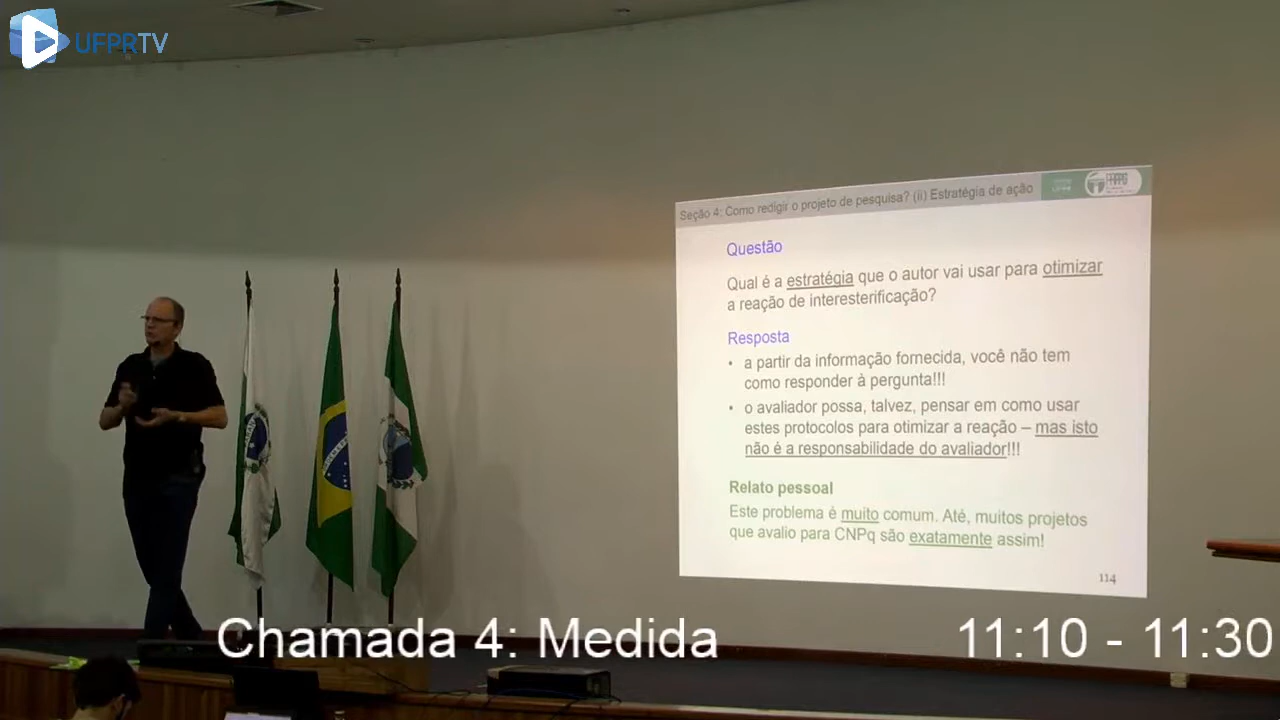 UFPRTV
Seção 4: Como redigir o projeto de pesquisa? (ii) Estratégia de ação
Questão
Qual é a estratégia que o autor vai usar para otimizar
a reação de interesterificação?
Resposta
• a partir da informação fornecida, você não tem
como responder à pergunta!!!
• o avaliador possa, talvez, pensar em como usar
estes protocolos para otimizar a reação – mas isto
não é a responsabilidade do avaliador!!!
Relato pessoal
Este problema é muito comum. Até, muitos projetos
que avalio para CNPq são exatamente assim!
114
Chamada 4: Medida
11:10 - 11:30